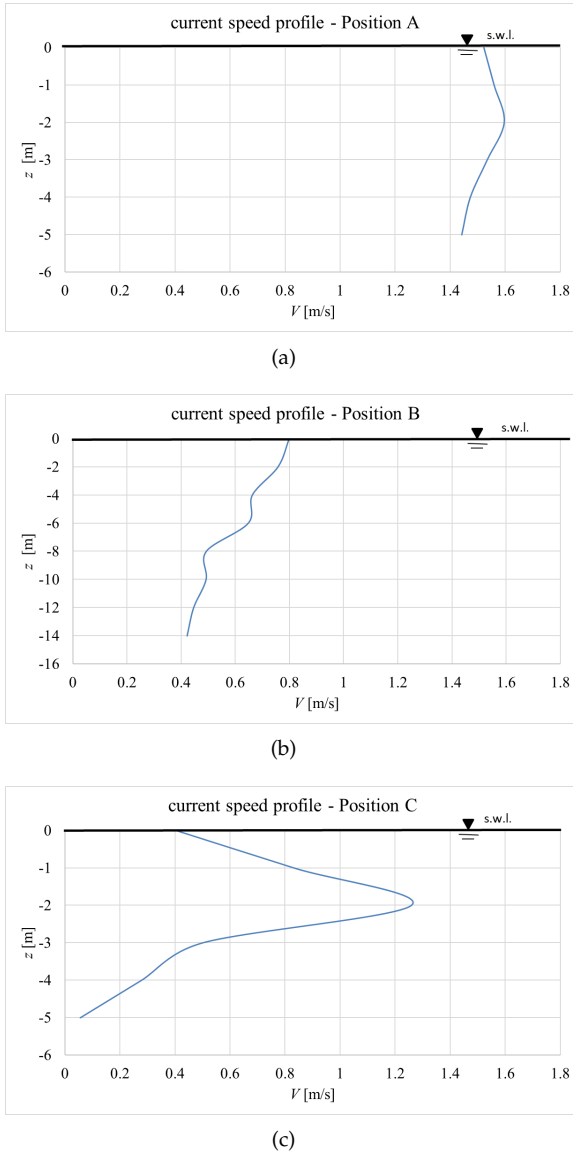 current speed profile - Position A
s.w.l.
0
-1
-2
-3
-4
-5
-6
z [m]
0 0.2 0.4 0.6 0.8 1 1.2 1.4 1.6 1.8
V [m/s]
(a)
current speed profile - Position B
s.w.l.
0
-2
-4
-6
-8
-10
-12
-14
-16
z [m]
0 0.2 0.4 0.6 0.8 1 1.2 1.4 1.6 1.8
V [m/s]
(b)
current speed profile - Position C
s.w.l.
0
-1
-2
-3
-4
-5
-6
z [m]
0 0.2 0.4 0.6 0.8 1 1.2 1.4 1.6 1.8
V [m/s]
(c)